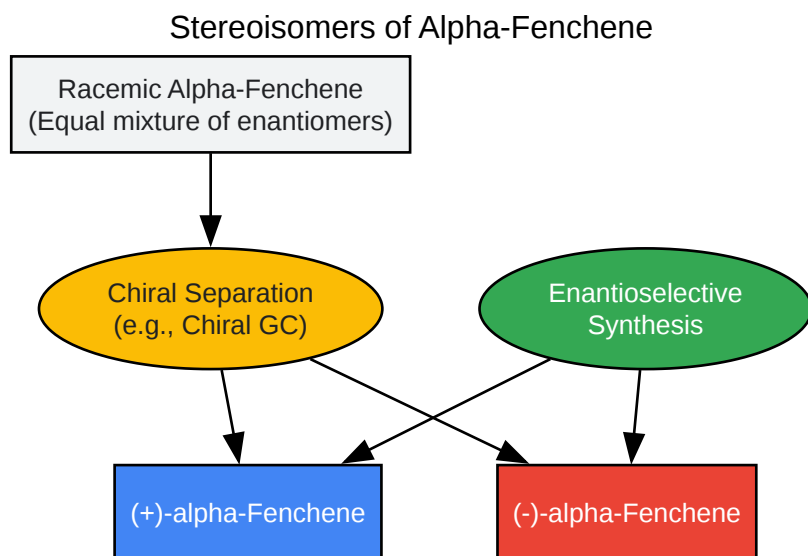 Stereoisomers of Alpha-Fenchene
Racemic Alpha-Fenchene
(Equal mixture of enantiomers)
Chiral Separation
(e.g., Chiral GC)
Enantioselective
Synthesis
(+)-alpha-Fenchene
(-)-alpha-Fenchene